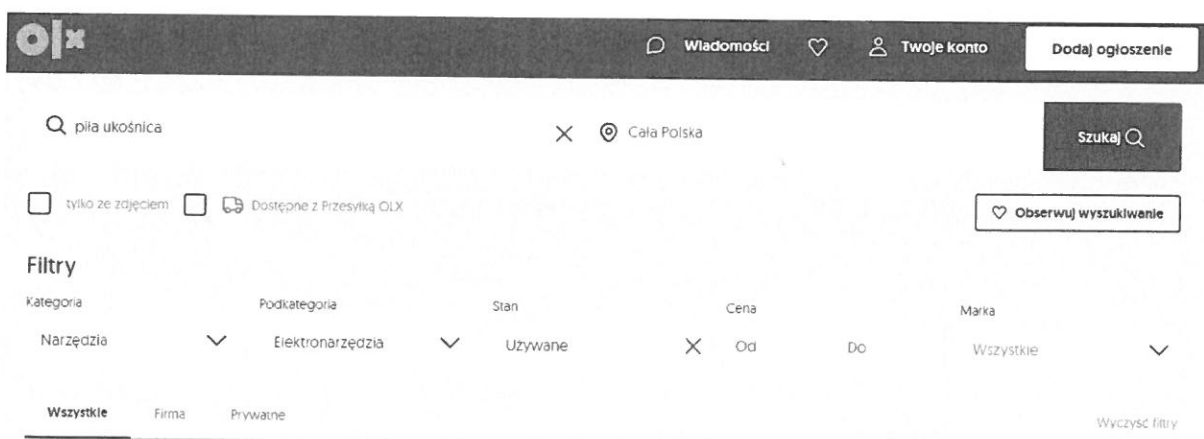 olx Wiadomości Twoje konto Dodaj ogłoszenie
piła ukośnica Cała Polska Szukaj
tylko ze zdjęciem Dostępne z Przesyłką OLX Obserwuj wyszukiwanie
Filtry
Kategoria Podkategoria Stan Cena Marka
Narzędzia Elektronarzędzia Używane Od Do Wszystkie
Wszystkie Firma Prywatne Wyczyść filtry